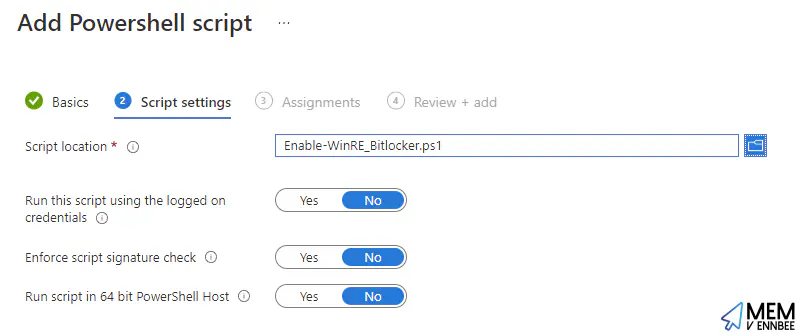 Add Powershell script ...
Basics 2 Script settings 3 Assignments 4 Review + add
Script location * Enable-WinRE_Bitlocker.ps1
Run this script using the logged on Yes No
credentials
Enforce script signature check Yes No
Run script in 64 bit PowerShell Host Yes No
MEM
V ENNBEE